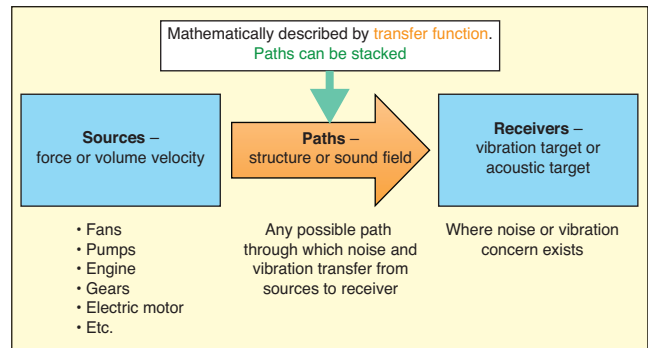 Mathematically described by transfer function.
Paths can be stacked
Sources –
force or volume velocity
Paths –
structure or sound field
Receivers –
vibration target or
acoustic target
• Fans
• Pumps
• Engine
• Gears
• Electric motor
• Etc.
Any possible path
through which noise and
vibration transfer from
sources to receiver
Where noise or vibration
concern exists